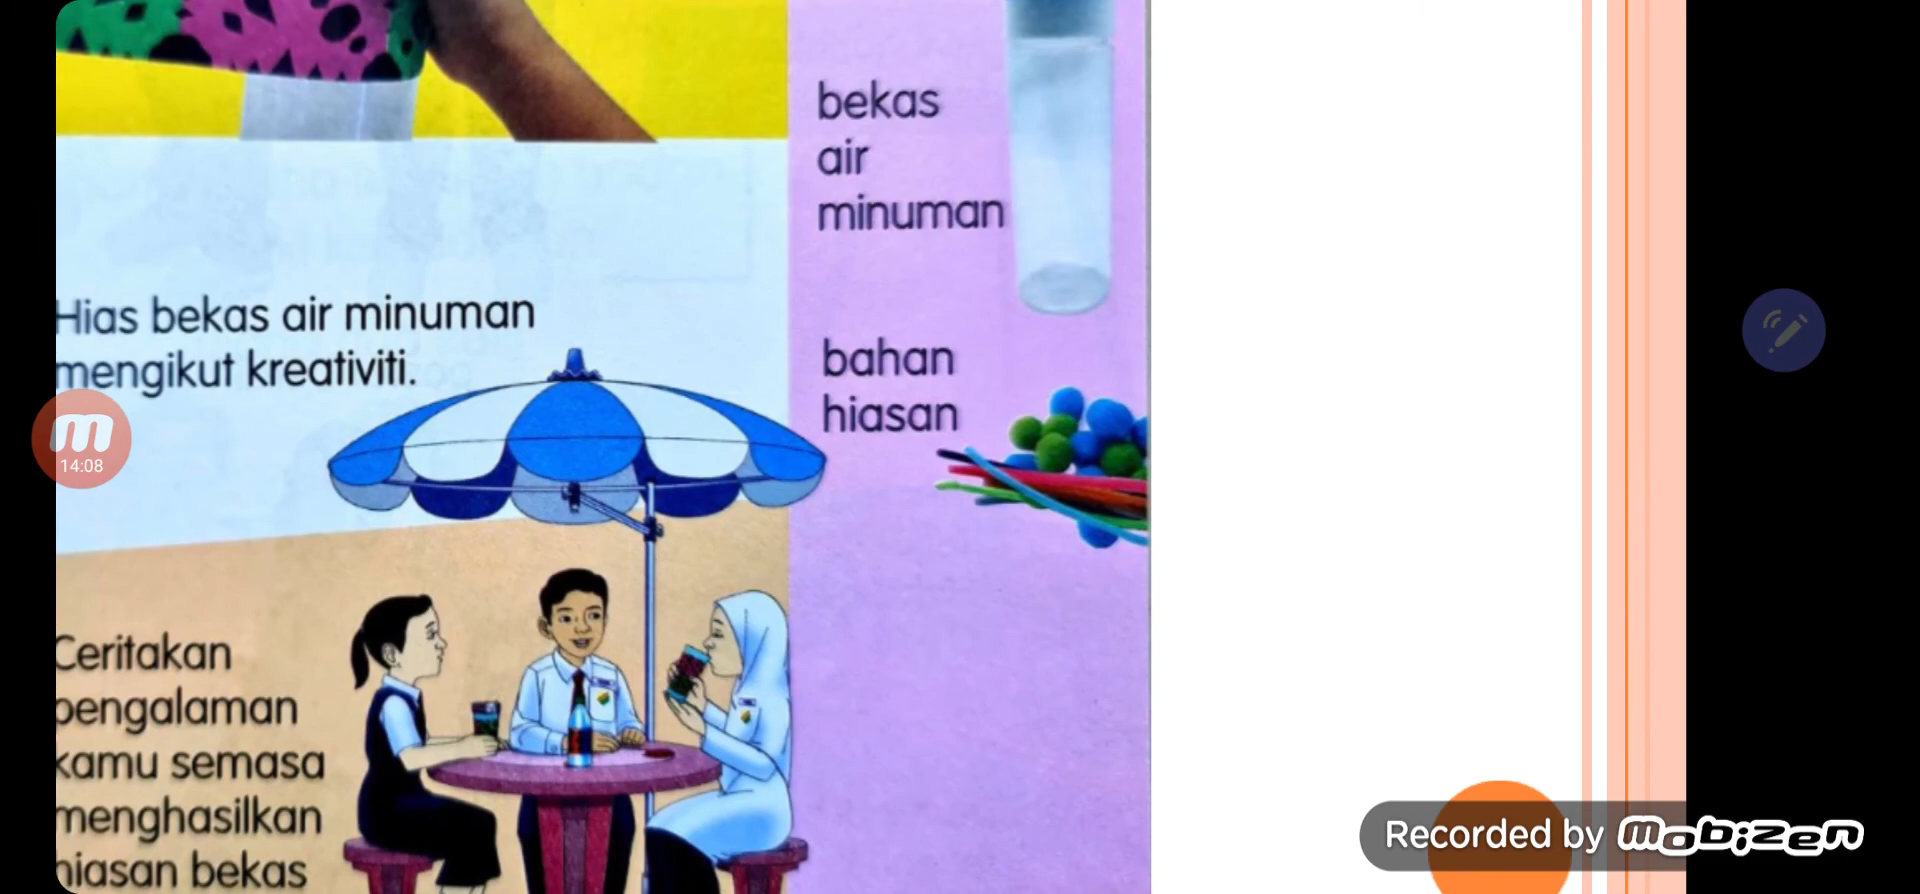 bekas
air
minuman
Hias bekas air minuman
mengikut kreativiti.
bahan
hiasan
14:08
Ceritakan
pengalaman
kamu semasa
menghasilkan
hiasan bekas
Recorded by Mobizen